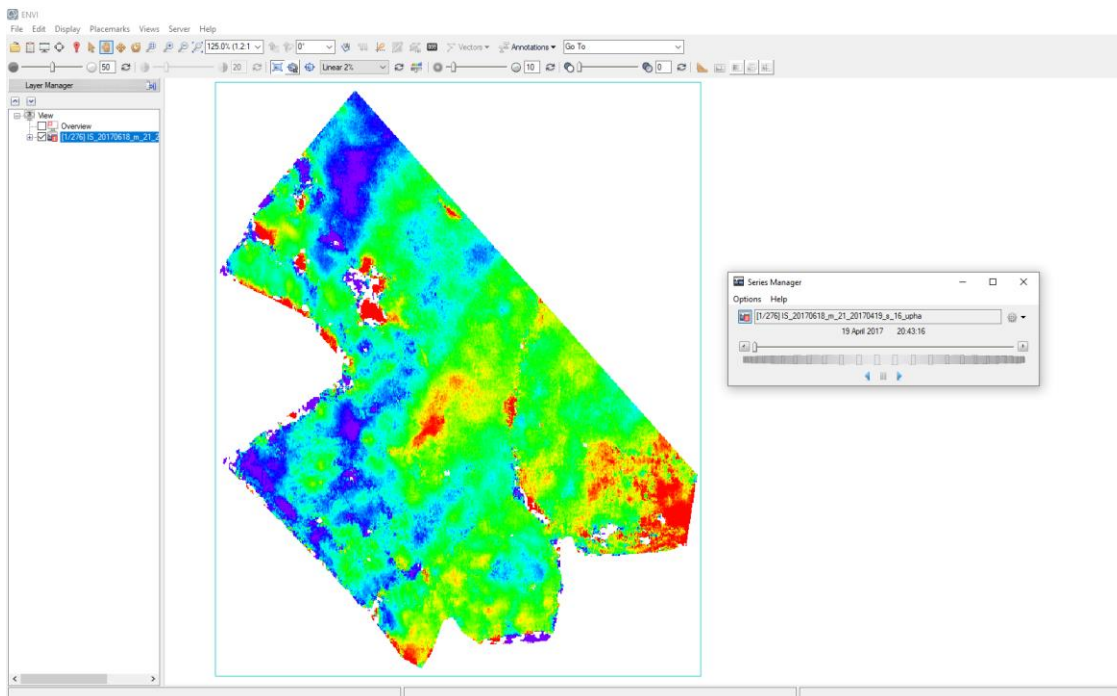 ENVI
File Edit Display Placemarks Views Server Help
125.0% (1.2:1 0° Vectors Annotations Go To
50 20 Linear 2% 10 0
Layer Manager
View
Overview
[1/276] IS_20170618_m_21_2
Series Manager
Options Help
[1/276] IS_20170618_m_21_20170419_s_16_upha
19 April 2017 20:43:16